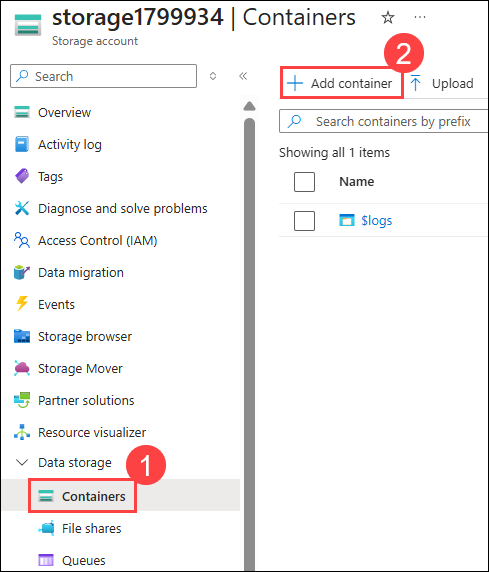 storage1799934 | Containers
Storage account
2
Search
Add container
Upload
Overview
Search containers by prefix
Activity log
Showing all 1 items
Tags
Name
Diagnose and solve problems
$logs
Access Control (IAM)
Data migration
Events
Storage browser
Storage Mover
Partner solutions
Resource visualizer
Data storage
1
Containers
File shares
Queues